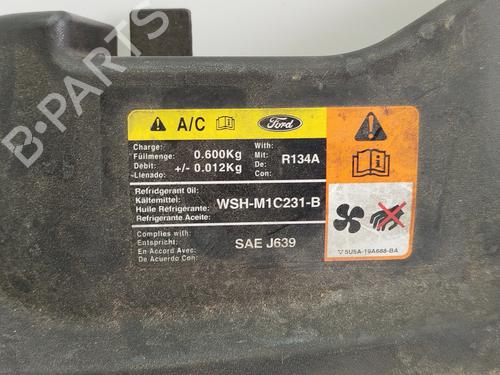 B-PARTS
A/C
Ford
Charge:
Füllmenge:
Debit:
~Llenado:
0.600Kg
+/- 0.012Kg
With:
Mit:
De:
Con:
R134A
Refridgerant Oil:
Kältemittel:
Huile Réfrigerante:
Refrigerante Aceite:
WSH-M1C231-B
Complies with:
Entspricht:
En Accord Avec:
De Acuerdo Con:
SAE J639
5U5A-19A688-BA